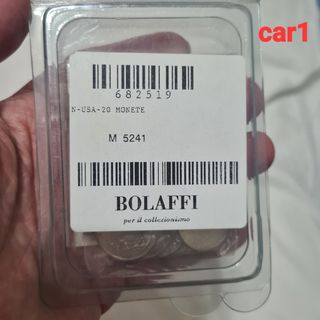 car1
682519
N-USA-20 MONETE
M 5241
BOLAFFI
per il collezionismo